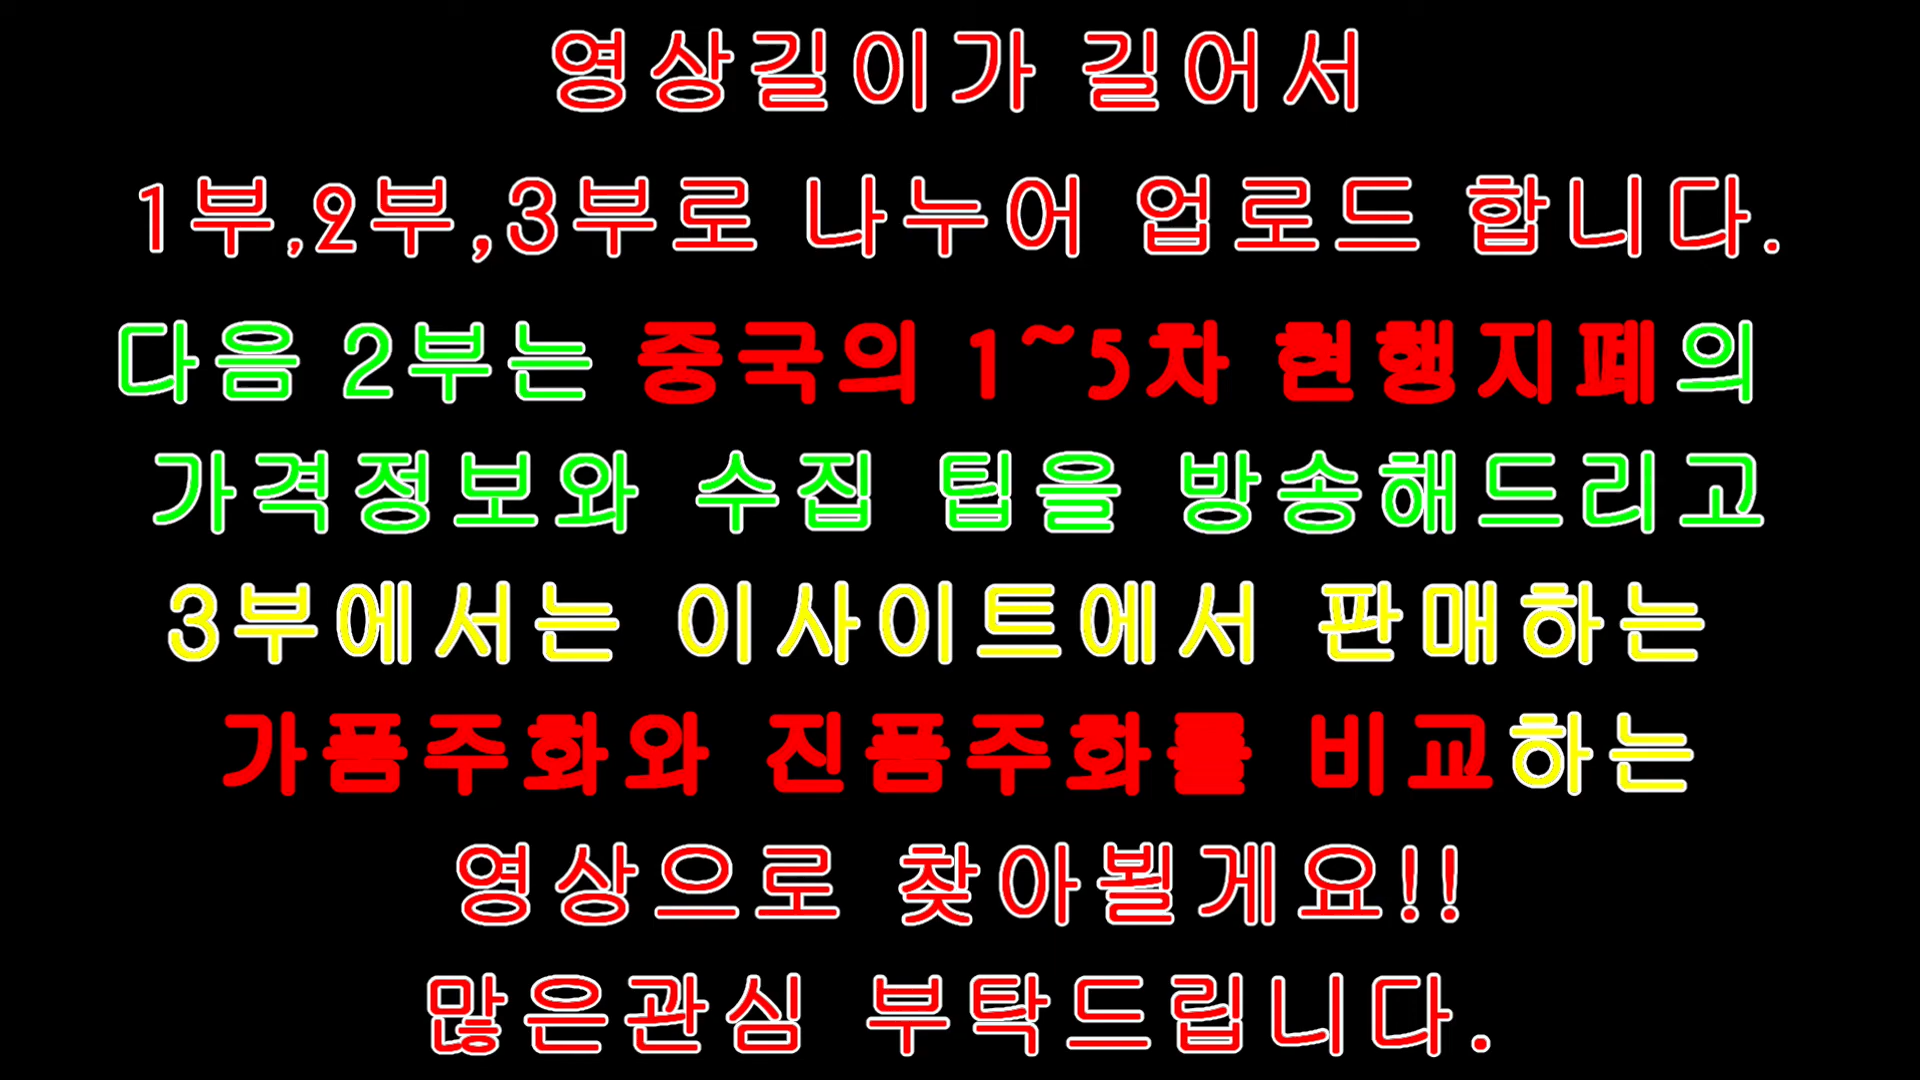 영상길이가 길어서
1부,2부,3부로 나누어 업로드 합니다.
다음 2부는 중국의 1~5차 현행지폐의
가격정보와 수집 팁을 방송해드리고
3부에서는 이사이트에서 판매하는
가품주화와 진품주화를 비교하는
영상으로 찾아뵐게요!!
많은관심 부탁드립니다.